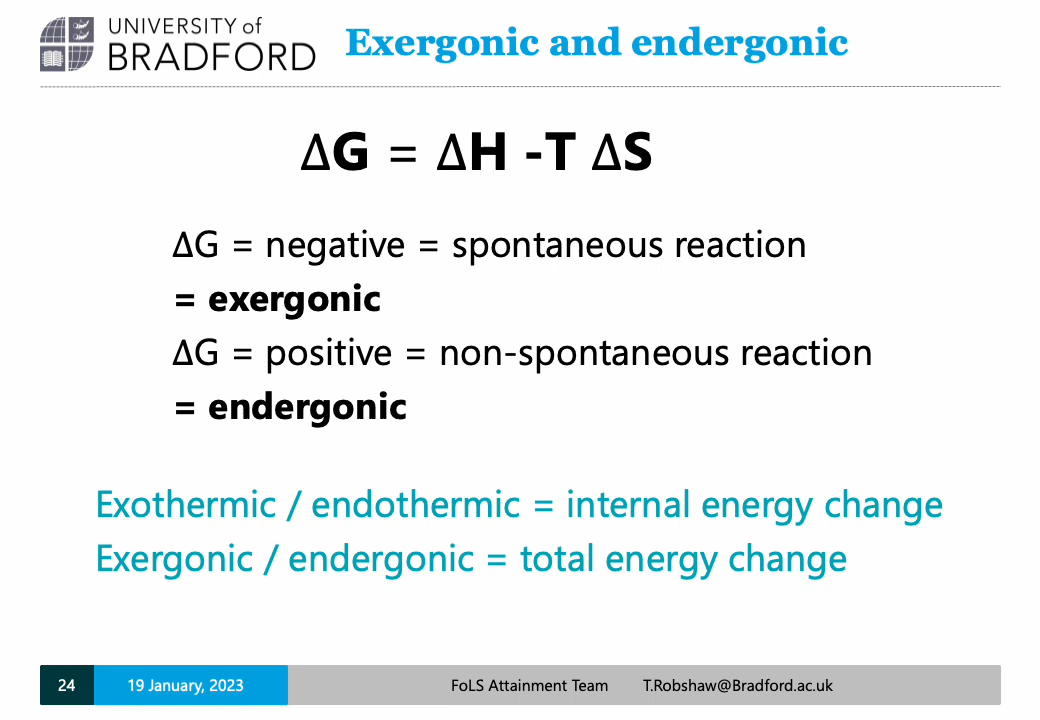 UNIVERSITY of
BRADFORD
Exergonic and endergonic
ΔG = ΔH -T ΔS
ΔG = negative = spontaneous reaction
= exergonic
ΔG = positive = non-spontaneous reaction
= endergonic
Exothermic / endothermic = internal energy change
Exergonic / endergonic = total energy change
24 19 January, 2023 FoLS Attainment Team T.Robshaw@Bradford.ac.uk